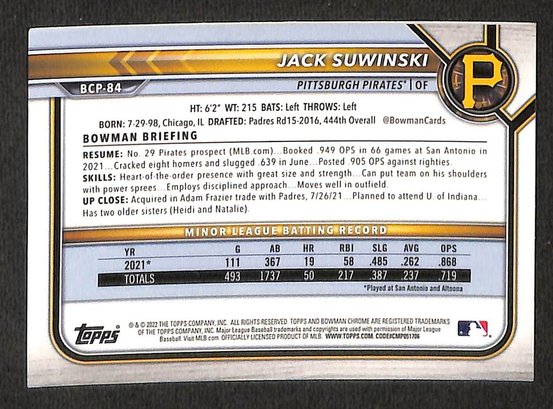 JACK SUWINSKI
BCP-84
PITTSBURGH PIRATES® | OF
P
HT: 6'2" WT: 215 BATS: Left THROWS: Left
BORN: 7-29-98, Chicago, IL DRAFTED: Padres Rd15-2016, 444th Overall @BowmanCards
BOWMAN BRIEFING
RESUME: No. 29 Pirates prospect (MLB.com)...Booked .949 OPS in 66 games at San Antonio in
2021...Cracked eight homers and slugged .639 in June...Posted .905 OPS against righties.
SKILLS: Heart-of-the-order presence with great size and strength...Can put team on his shoulders
with power sprees...Employs disciplined approach...Moves well in outfield.
UP CLOSE: Acquired in Adam Frazier trade with Padres, 7/26/21...Planned to attend U. of Indiana...
Has two older sisters (Heidi and Natalie).
MINOR LEAGUE BATTING RECORD
YR G AB HR RBI SLG AVG OPS
2021* 111 367 19 58 .485 .262 .868
TOTALS 493 1737 50 217 .387 .237 .719
*Played at San Antonio and Altoona
Topps
® & © 2022 THE TOPPS COMPANY, INC. ALL RIGHTS RESERVED. TOPPS AND BOWMAN CHROME ARE REGISTERED TRADEMARKS
OF THE TOPPS COMPANY, INC. Major League Baseball trademarks and copyrights are used with permission of Major League
Baseball. Visit MLB.com OFFICIALLY LICENSED PRODUCT OF MLB. WWW.TOPPS.COM. CODE#CMP051706